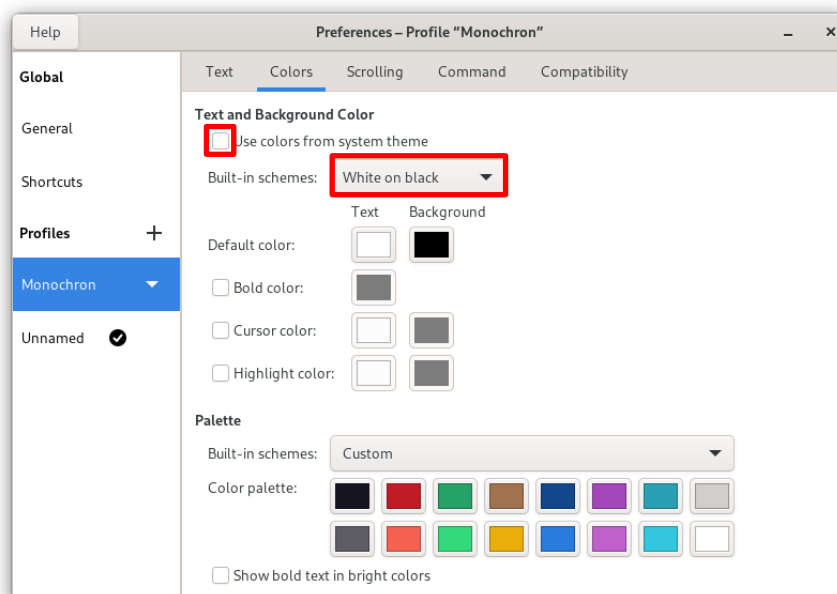 Help
Preferences – Profile “Monochron”
Global
General
Shortcuts
Profiles
Monochron
Unnamed
Text Colors Scrolling Command Compatibility
Text and Background Color
Use colors from system theme
Built-in schemes: White on black
Text Background
Default color:
Bold color:
Cursor color:
Highlight color:
Palette
Built-in schemes: Custom
Color palette:
Show bold text in bright colors